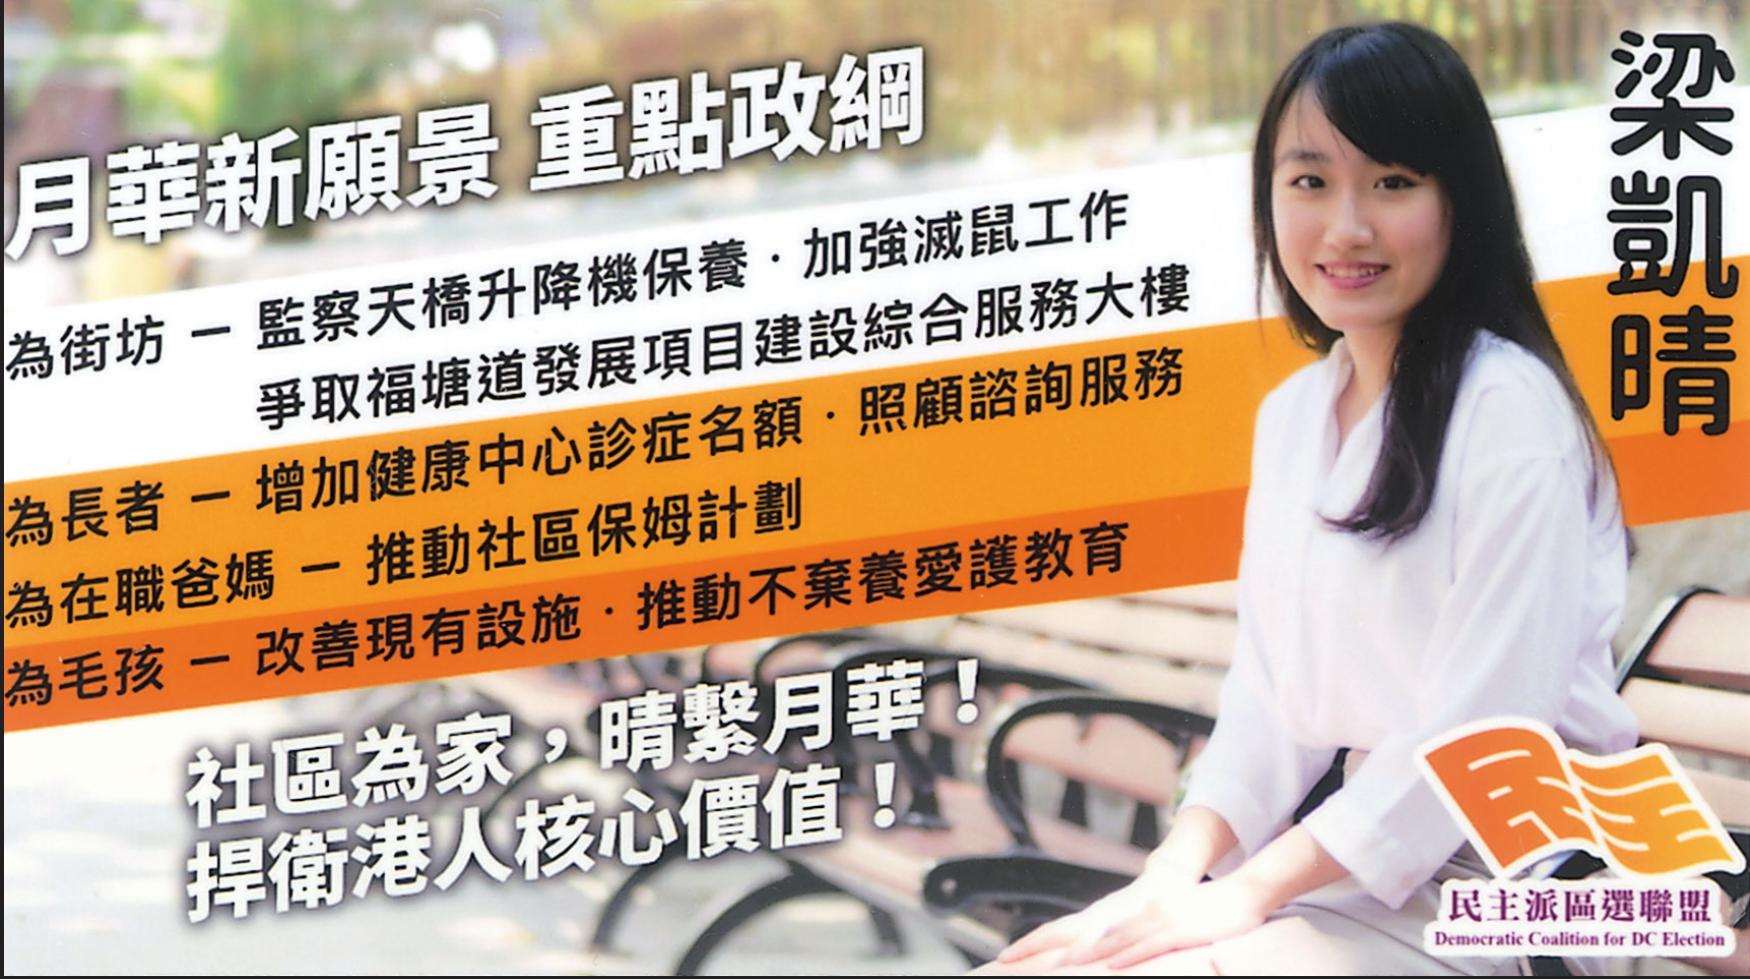 月華新願景 重點政綱
為街坊 － 監察天橋升降機保養．加強滅鼠工作
爭取福塘道發展項目建設綜合服務大樓
為長者 － 增加健康中心診症名額．照顧諮詢服務
為在職爸媽 － 推動社區保姆計劃
為毛孩 － 改善現有設施．推動不棄養愛護教育
社區為家，晴繫月華！
捍衛港人核心價值！
梁凱晴
民主
民主派區選聯盟
Democratic Coalition for DC Election